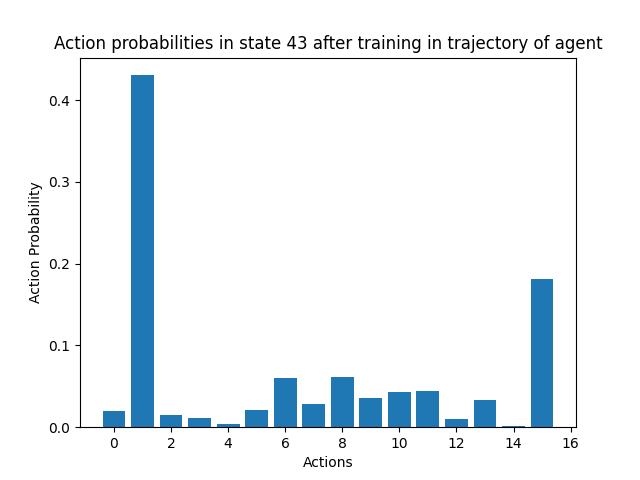 Action probabilities in state 43 after training in trajectory of agent
0.4
0.3
0.2
0.1
0.0
Action Probability
0 2 4 6 8 10 12 14 16
Actions